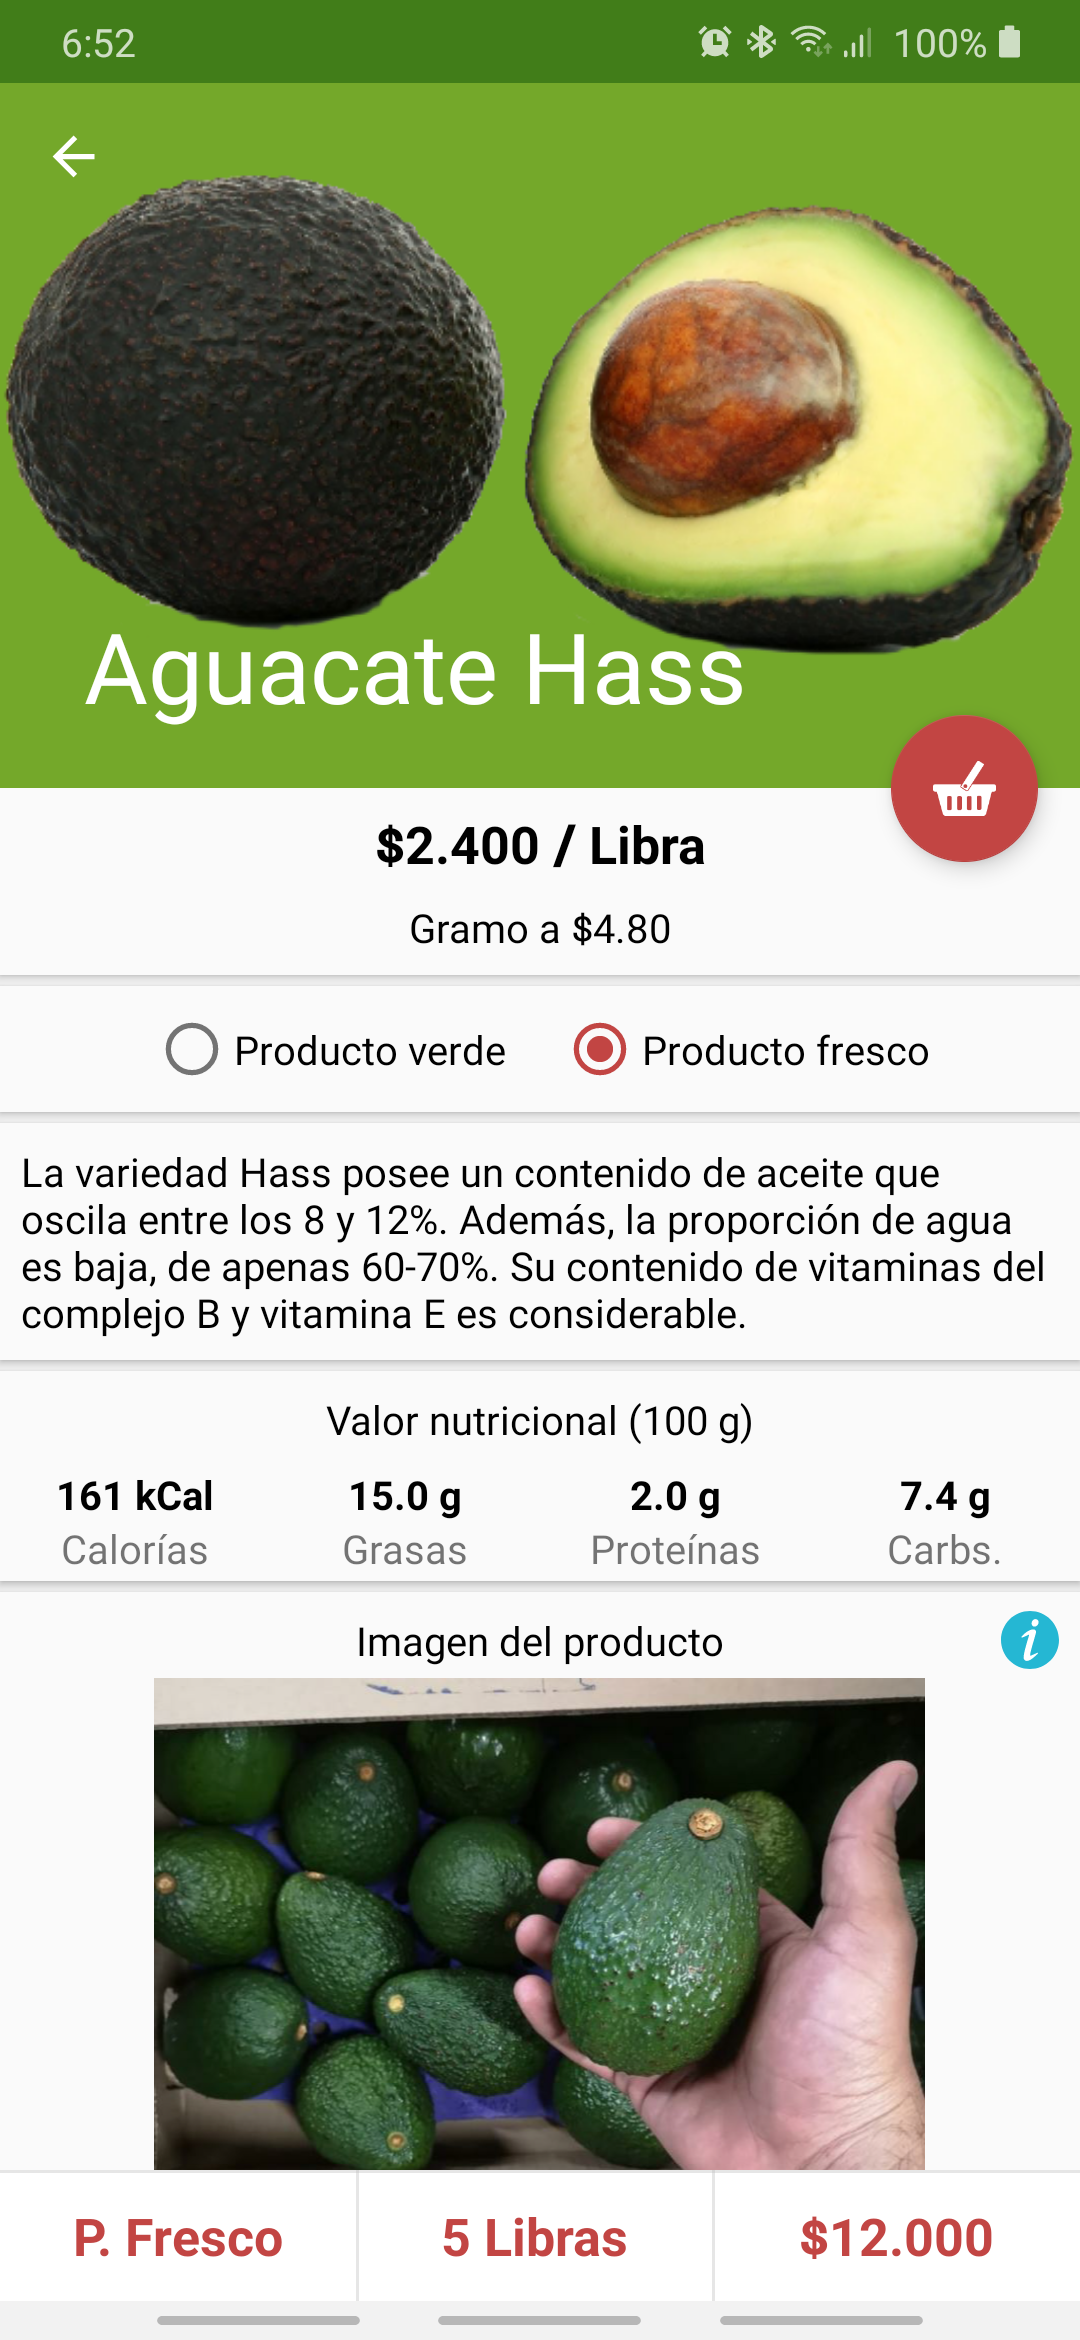 6:52
100%
Aguacate Hass
$2.400 / Libra
Gramo a $4.80
Producto verde
Producto fresco
La variedad Hass posee un contenido de aceite que
oscila entre los 8 y 12%. Además, la proporción de agua
es baja, de apenas 60-70%. Su contenido de vitaminas del
complejo B y vitamina E es considerable.
Valor nutricional (100 g)
161 kCal
Calorías
15.0 g
Grasas
2.0 g
Proteínas
7.4 g
Carbs.
Imagen del producto
i
P. Fresco
5 Libras
$12.000